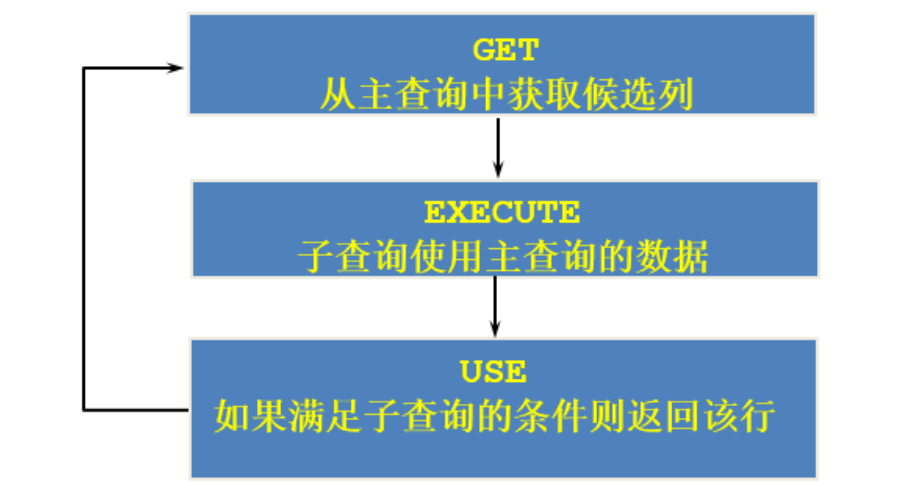 GET
从主查询中获取候选列
EXECUTE
子查询使用主查询的数据
USE
如果满足子查询的条件则返回该行